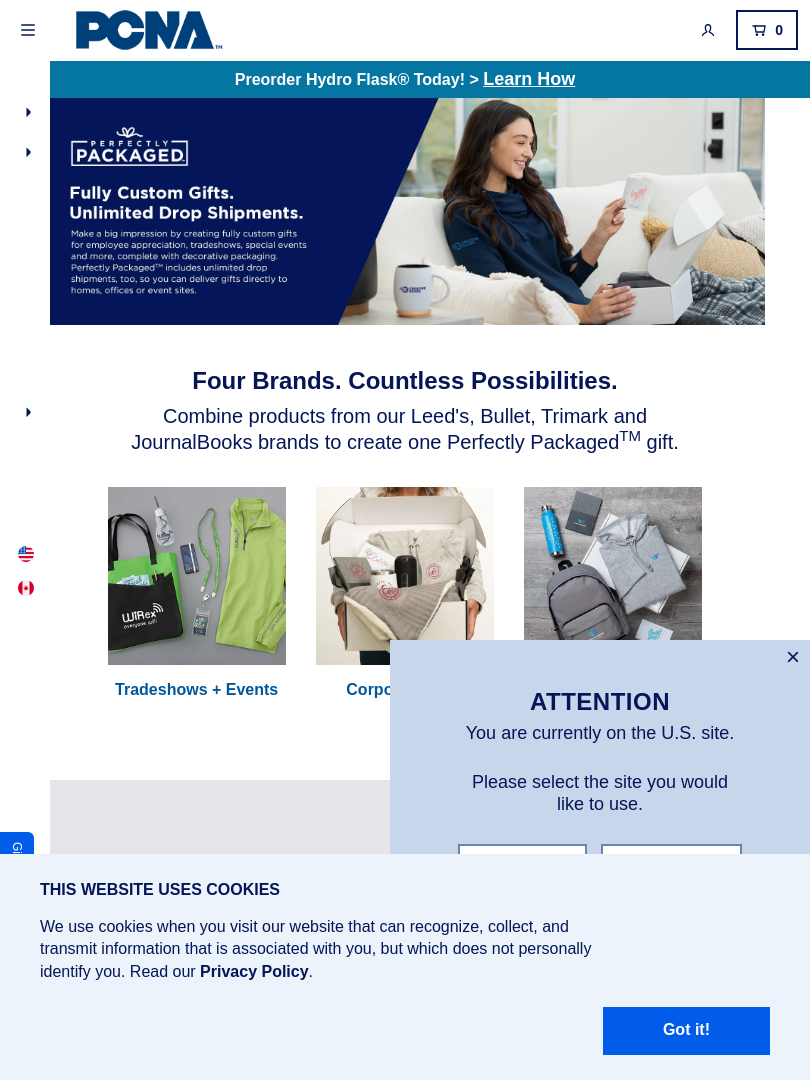 PCNA
TM
0
Preorder Hydro Flask® Today! > Learn How
PERFECTLY
PACKAGED
Fully Custom Gifts.
Unlimited Drop Shipments.
Make a big impression by creating fully custom gifts
for employee appreciation, tradeshows, special events
and more, complete with decorative packaging.
Perfectly Packaged™ includes unlimited drop
shipments, too, so you can deliver gifts directly to
homes, offices or event sites.
Four Brands. Countless Possibilities.
Combine products from our Leed's, Bullet, Trimark and
JournalBooks brands to create one Perfectly Packaged™ gift.
WiRex
everyone wifi
Tradeshows + Events
ATTENTION
You are currently on the U.S. site.
Please select the site you would
like to use.
THIS WEBSITE USES COOKIES
We use cookies when you visit our website that can recognize, collect, and
transmit information that is associated with you, but which does not personally
identify you. Read our Privacy Policy.
Got it!